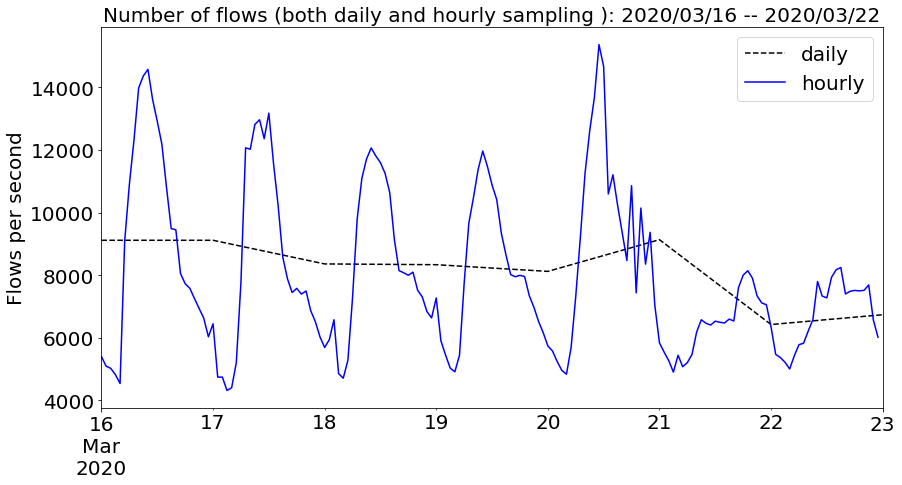 Number of flows (both daily and hourly sampling ): 2020/03/16 -- 2020/03/22
daily
hourly
Flows per second
14000
12000
10000
8000
6000
4000
16 17 18 19 20 21 22 23
Mar
2020